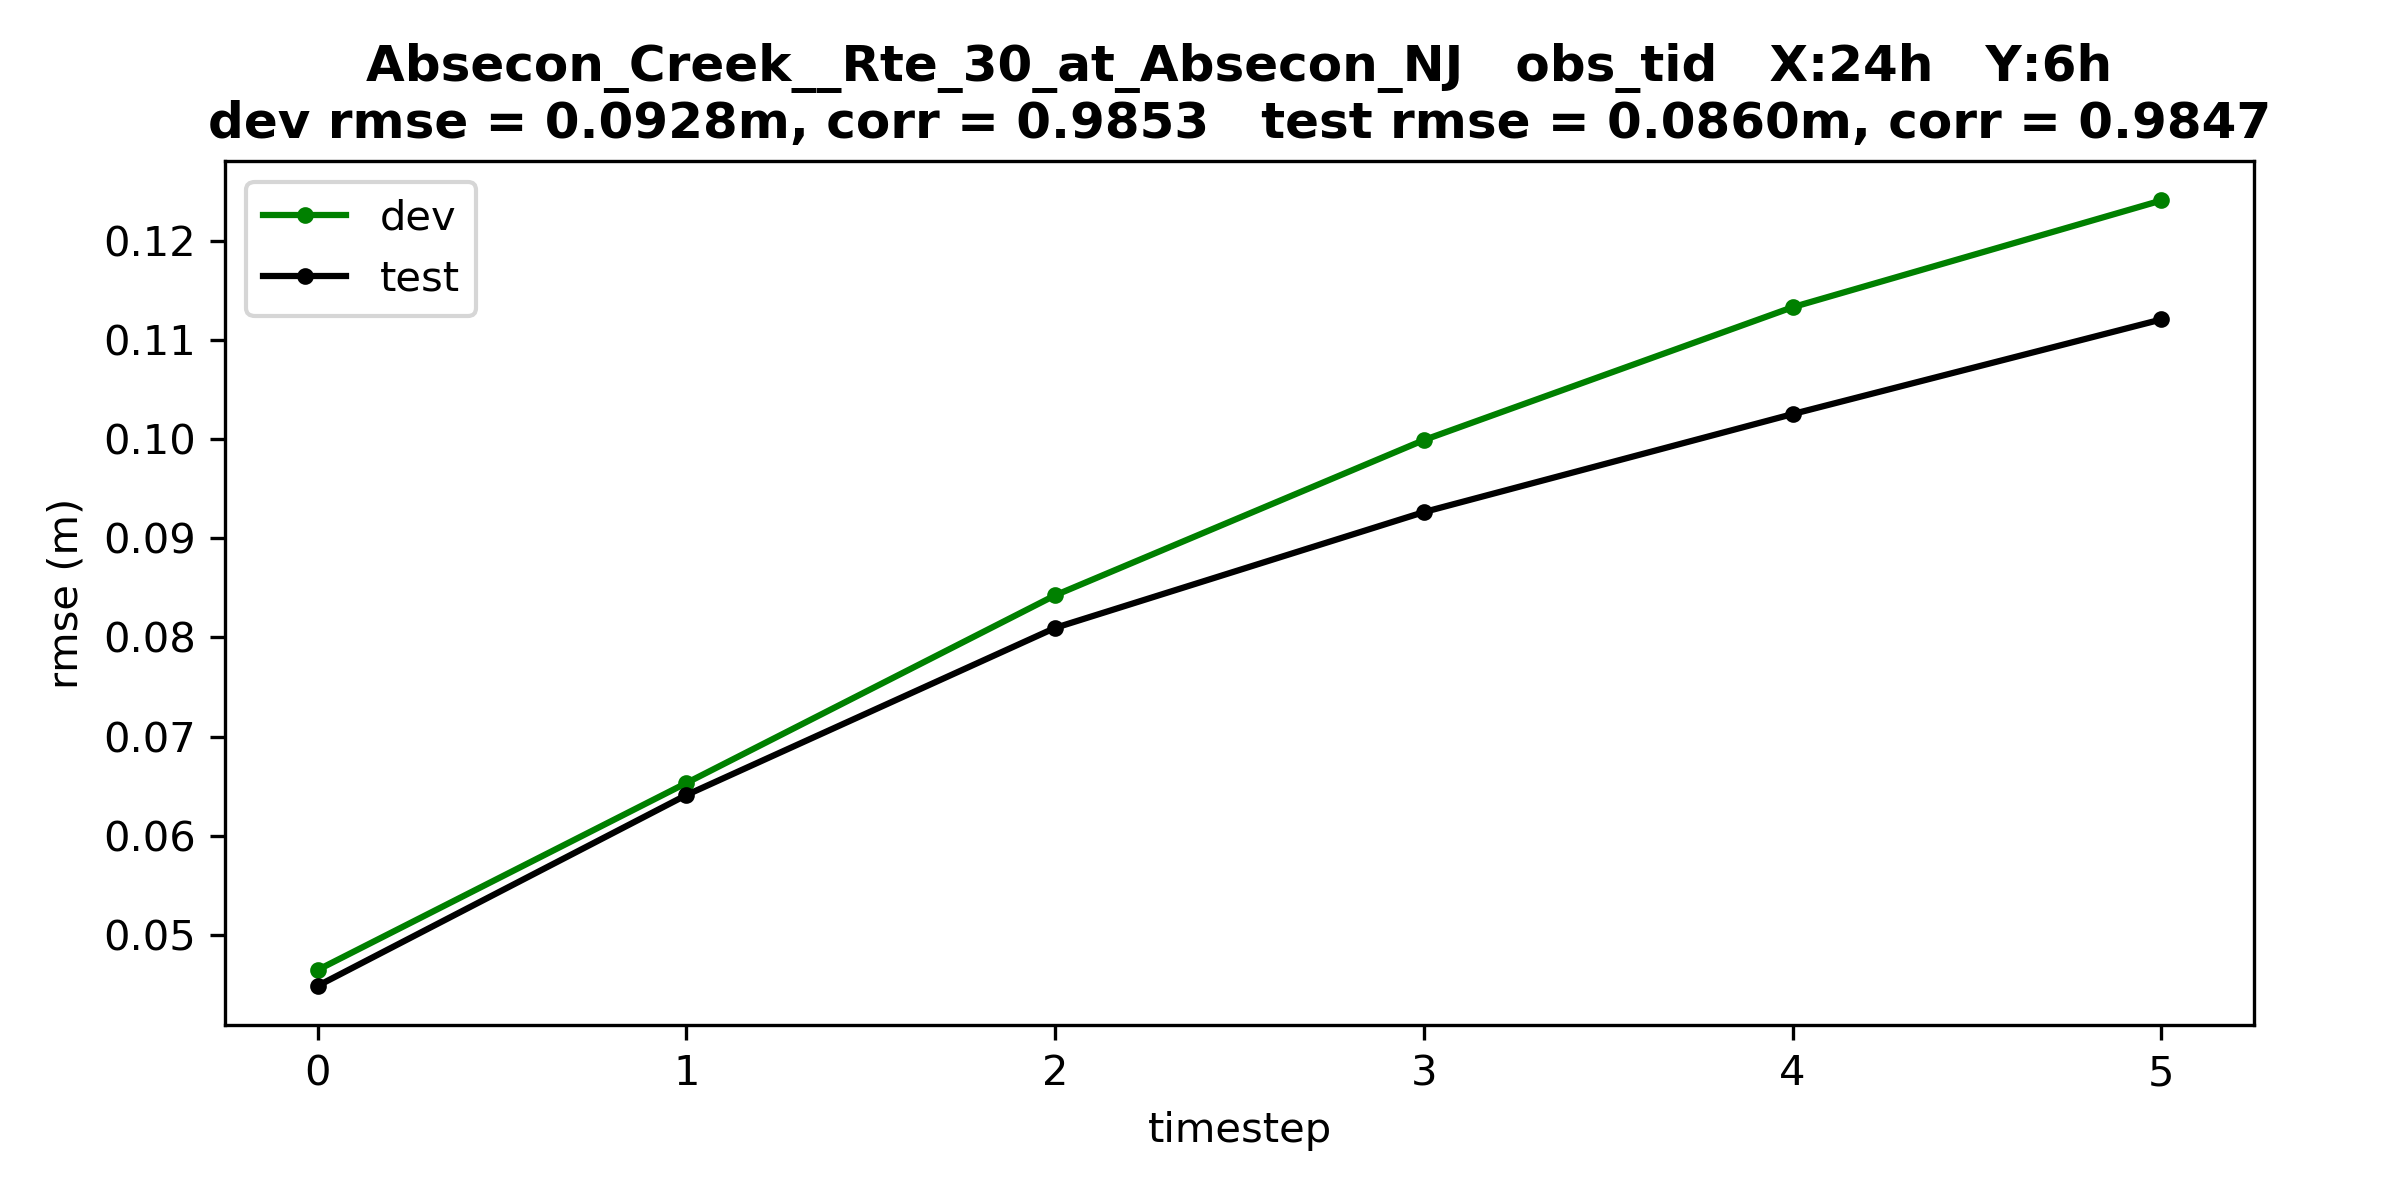 Absecon_Creek__Rte_30_at_Absecon_NJ   obs_tid   X:24h   Y:6h
dev rmse = 0.0928m, corr = 0.9853   test rmse = 0.0860m, corr = 0.9847
dev
test
0.12
0.11
0.10
0.09
0.08
0.07
0.06
0.05
rmse (m)
0 1 2 3 4 5
timestep